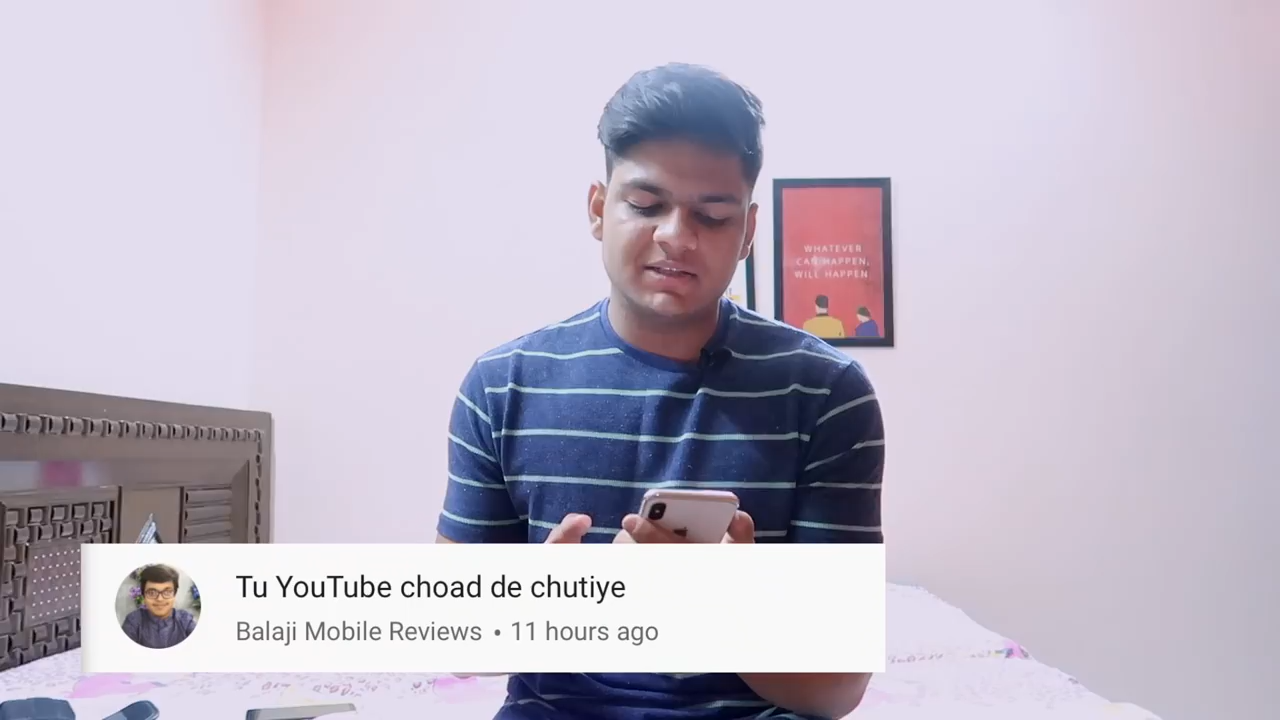 WHATEVER
CAN HAPPEN,
WILL HAPPEN
Tu YouTube choad de chutiye
Balaji Mobile Reviews • 11 hours ago